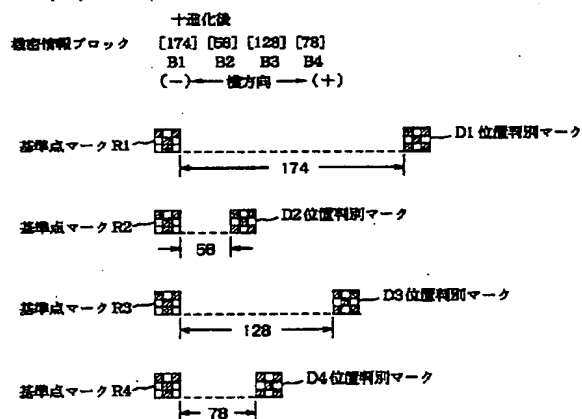 十進化後
機密情報ブロック [174] [56] [128] [78]
B1 B2 B3 B4
(−) 横方向 (+)
基準点マーク R1
D1 位置判別マーク
174
基準点マーク R2
D2 位置判別マーク
56
基準点マーク R3
D3 位置判別マーク
128
基準点マーク R4
D4 位置判別マーク
78